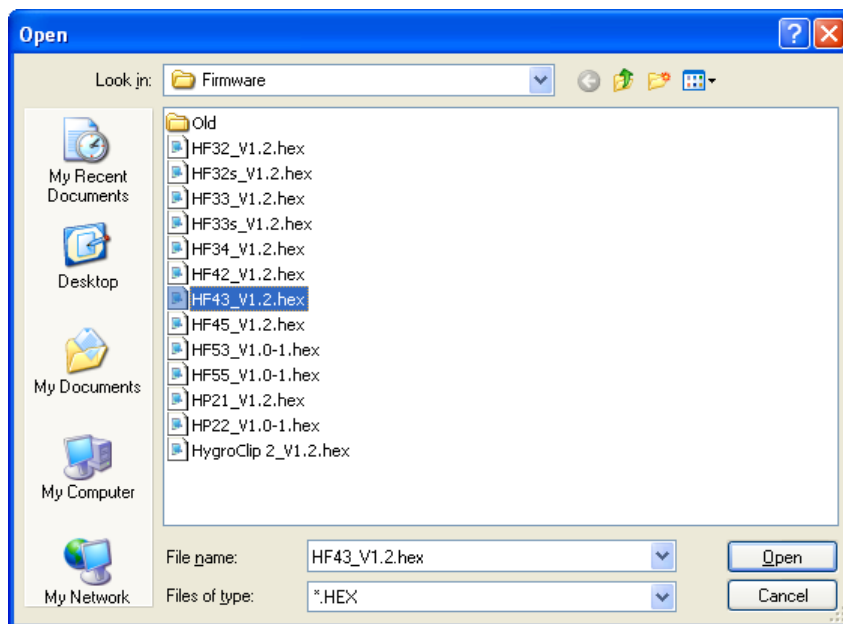 Open
Look in:
Firmware
My Recent
Documents
Desktop
My Documents
My Computer
My Network
Old
HF32_V1.2.hex
HF32s_V1.2.hex
HF33_V1.2.hex
HF33s_V1.2.hex
HF34_V1.2.hex
HF42_V1.2.hex
HF43_V1.2.hex
HF45_V1.2.hex
HF53_V1.0-1.hex
HF55_V1.0-1.hex
HP21_V1.2.hex
HP22_V1.0-1.hex
HygroClip 2_V1.2.hex
File name:
HF43_V1.2.hex
Open
Files of type:
*.HEX
Cancel